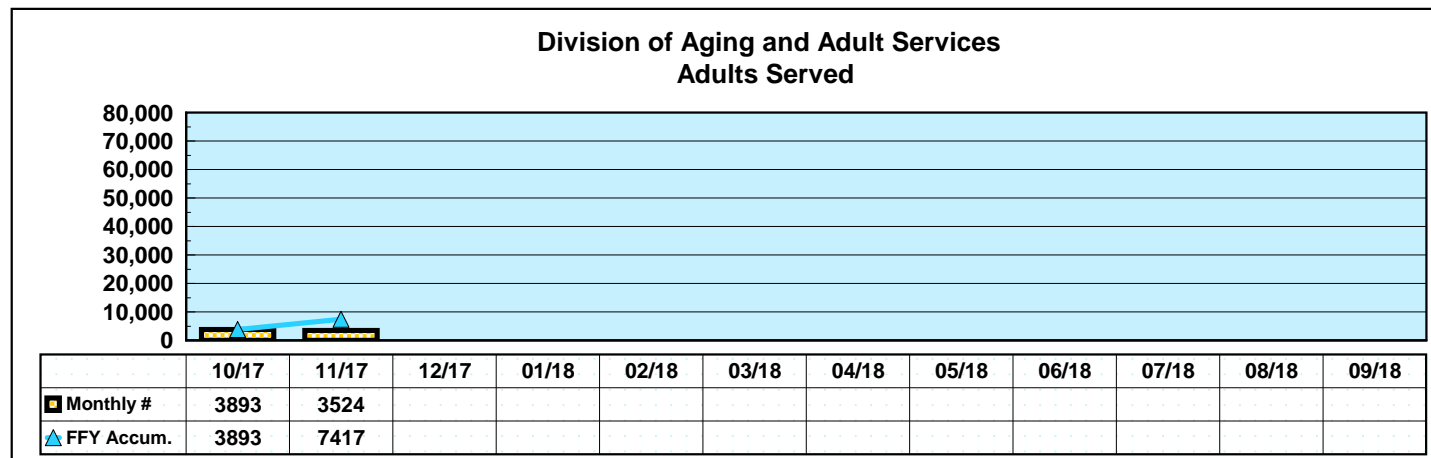 Division of Aging and Adult Services
Adults Served
80,000
70,000
60,000
50,000
40,000
30,000
20,000
10,000
0
10/17 11/17 12/17 01/18 02/18 03/18 04/18 05/18 06/18 07/18 08/18 09/18
Monthly # 3893 3524
FFY Accum. 3893 7417